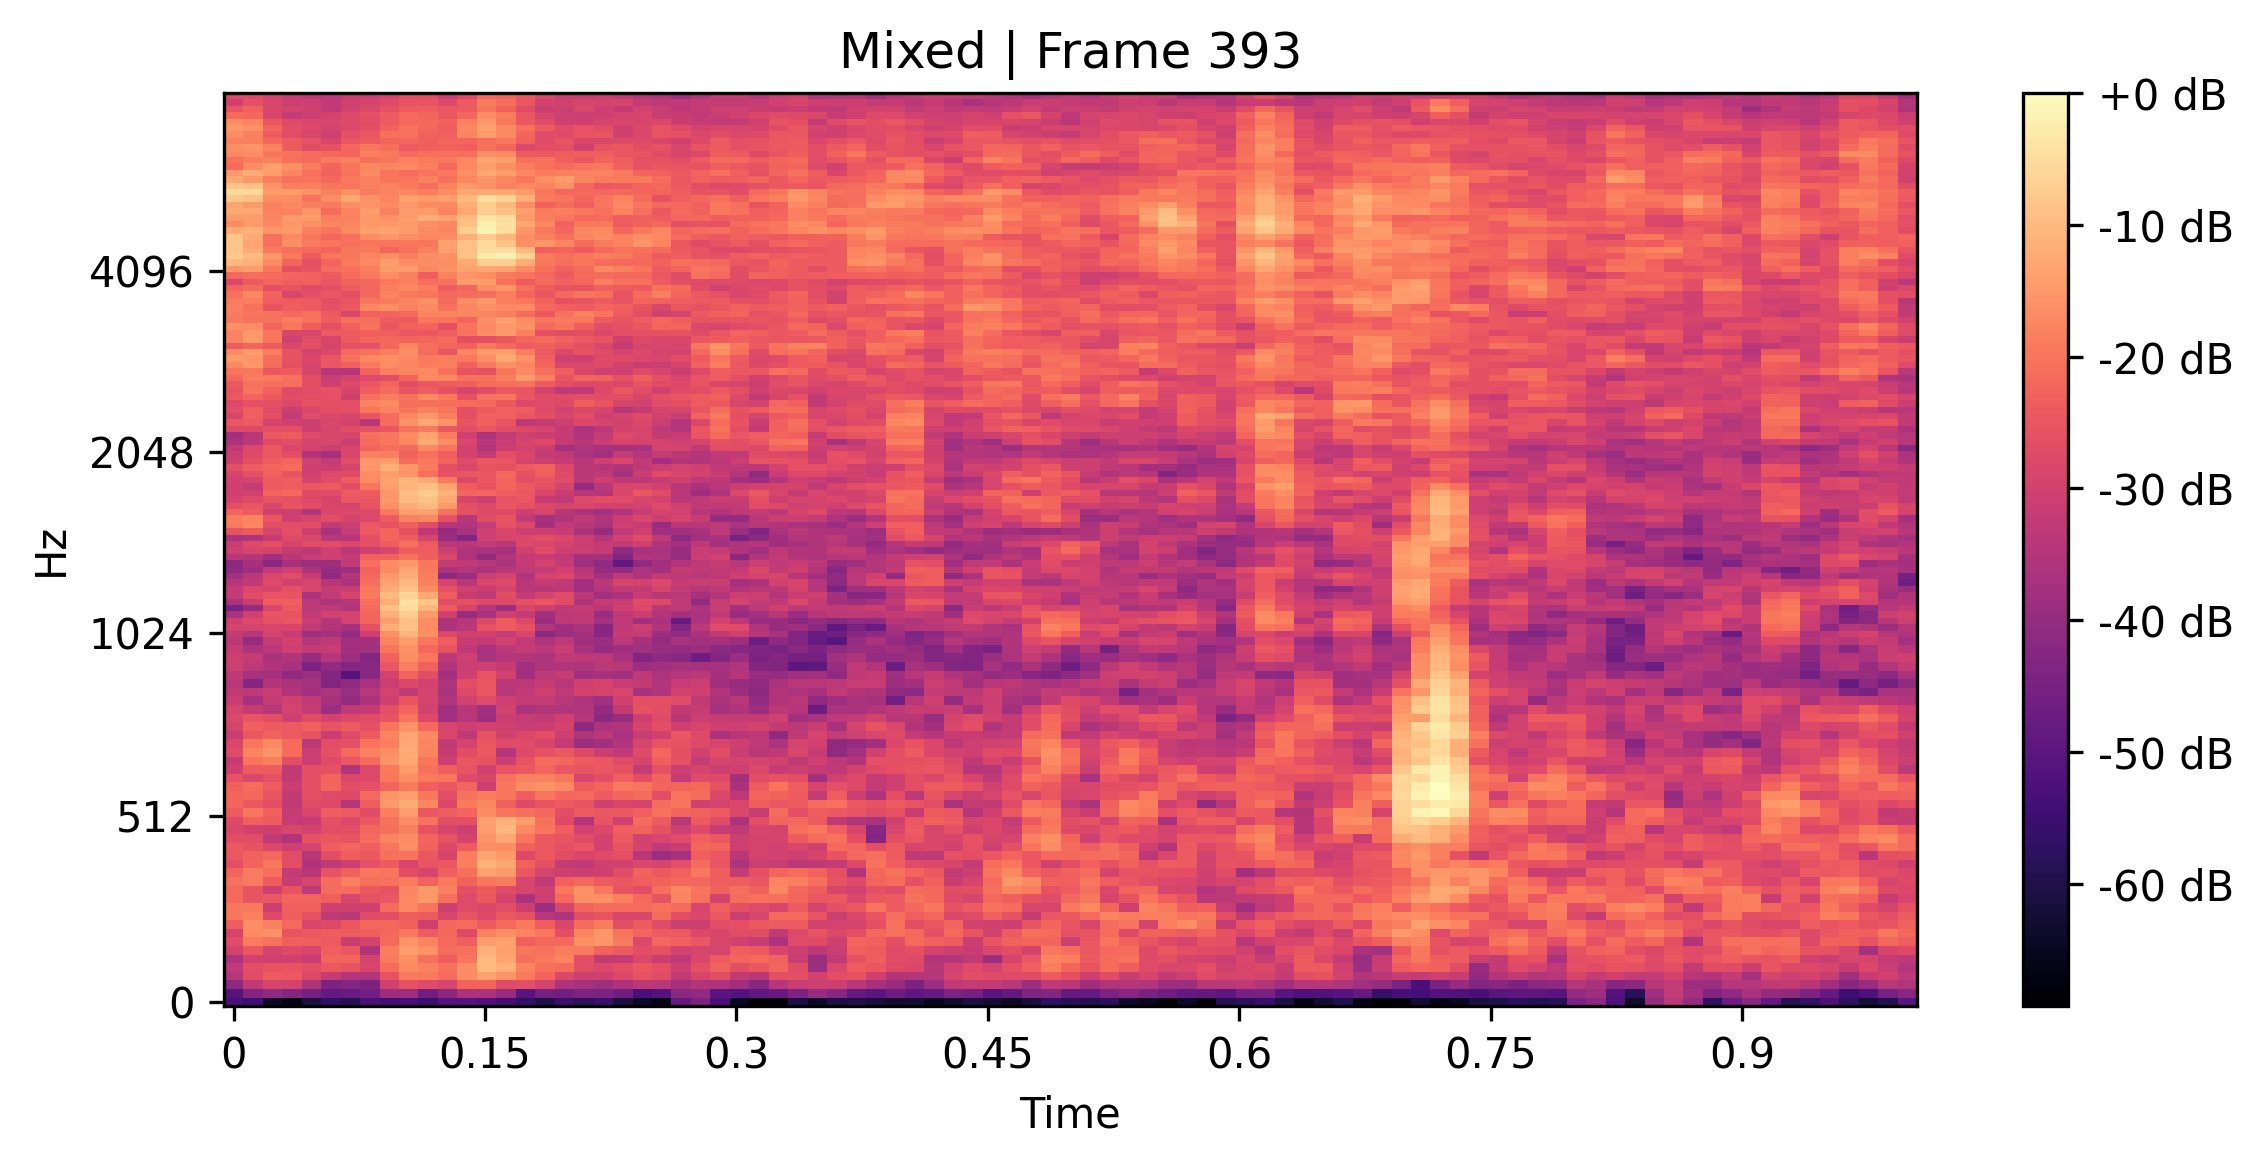 Mixed | Frame 393
Hz
4096
2048
1024
512
0
0 0.15 0.3 0.45 0.6 0.75 0.9
Time
+0 dB
-10 dB
-20 dB
-30 dB
-40 dB
-50 dB
-60 dB